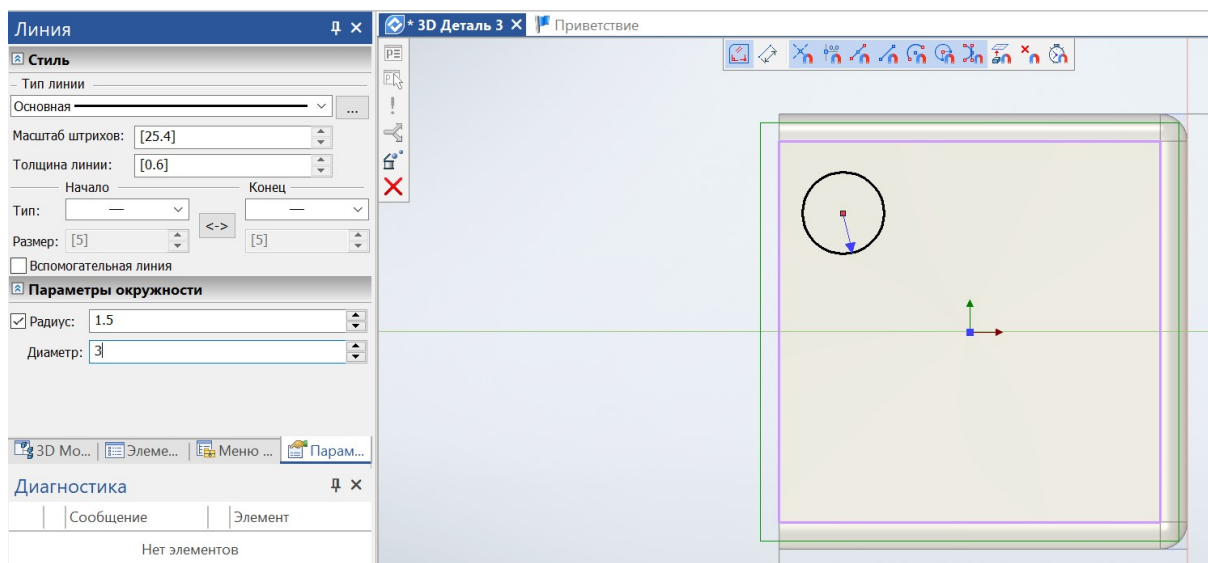 Линия
Стиль
Тип линии
Основная
...
Масштаб штрихов: [25.4]
Толщина линии: [0.6]
Начало Конец
Тип:
<->
Размер: [5] [5]
Вспомогательная линия
Параметры окружности
Радиус: 1.5
Диаметр: 3
3D Мо... Элеме... Меню ... Парам...
Диагностика
Сообщение Элемент
Нет элементов
* 3D Деталь 3 Приветствие